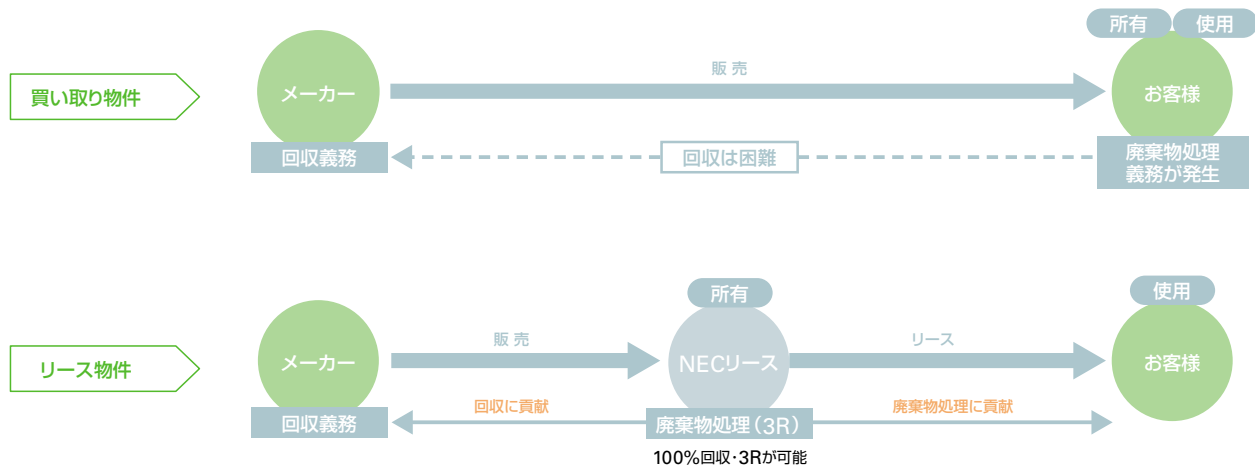 所有 使用
買い取り物件
メーカー
販 売
お客様
回収義務
回収は困難
廃棄物処理
義務が発生
所有
使用
リース物件
メーカー
販 売
NECリース
リース
お客様
回収に貢献
廃棄物処理に貢献
回収義務
廃棄物処理（3R）
100%回収・3Rが可能